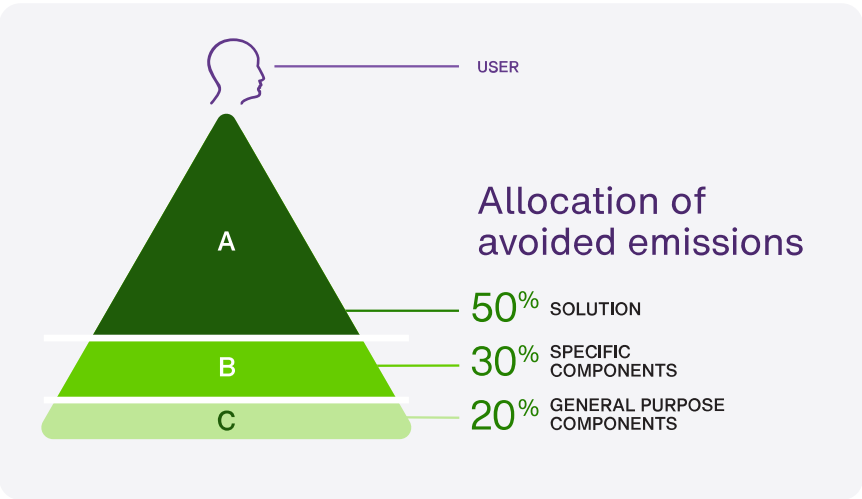 USER
Allocation of
avoided emissions
A
50% SOLUTION
B
30% SPECIFIC
COMPONENTS
C
20% GENERAL PURPOSE
COMPONENTS